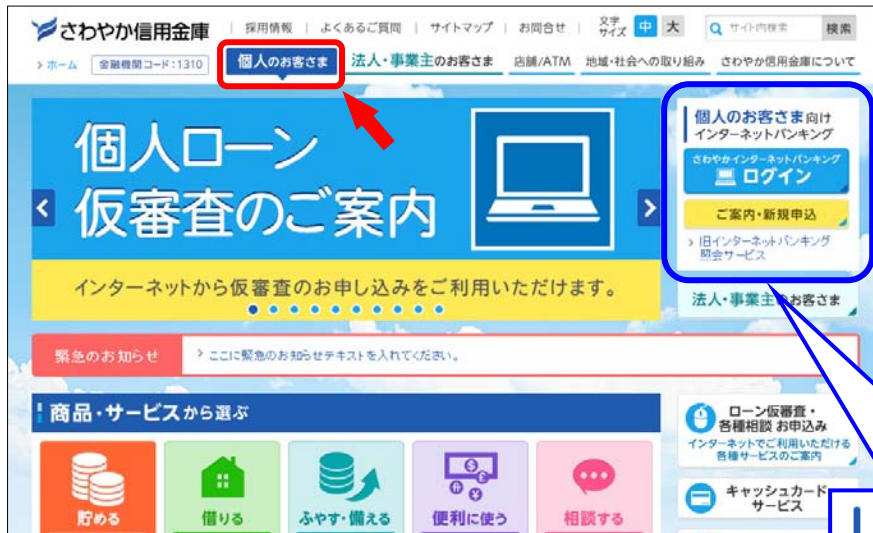 さわやか信用金庫
採用情報 | よくあるご質問 | サイトマップ | お問合せ | 文字サイズ 中 大 サイト内検索 検索
> ホーム 金融機関コード:1310 個人のお客さま 法人・事業主のお客さま 店舗/ATM 地域・社会への取り組み さわやか信用金庫について
個人ローン
仮審査のご案内
インターネットから仮審査のお申し込みをご利用いただけます。
個人のお客さま向け
インターネットバンキング
さわやかインターネットバンキング
ログイン
ご案内・新規申込
> 旧インターネットバンキング
照会サービス
法人・事業主のお客さま
緊急のお知らせ > ここに緊急のお知らせテキストを入れてください。
商品・サービスから選ぶ
貯める 借りる ふやす・備える 便利に使う 相談する
ローン仮審査・
各種相談 お申込み
インターネットでご利用いただける
各種サービスのご案内
キャッシュカード
サービス